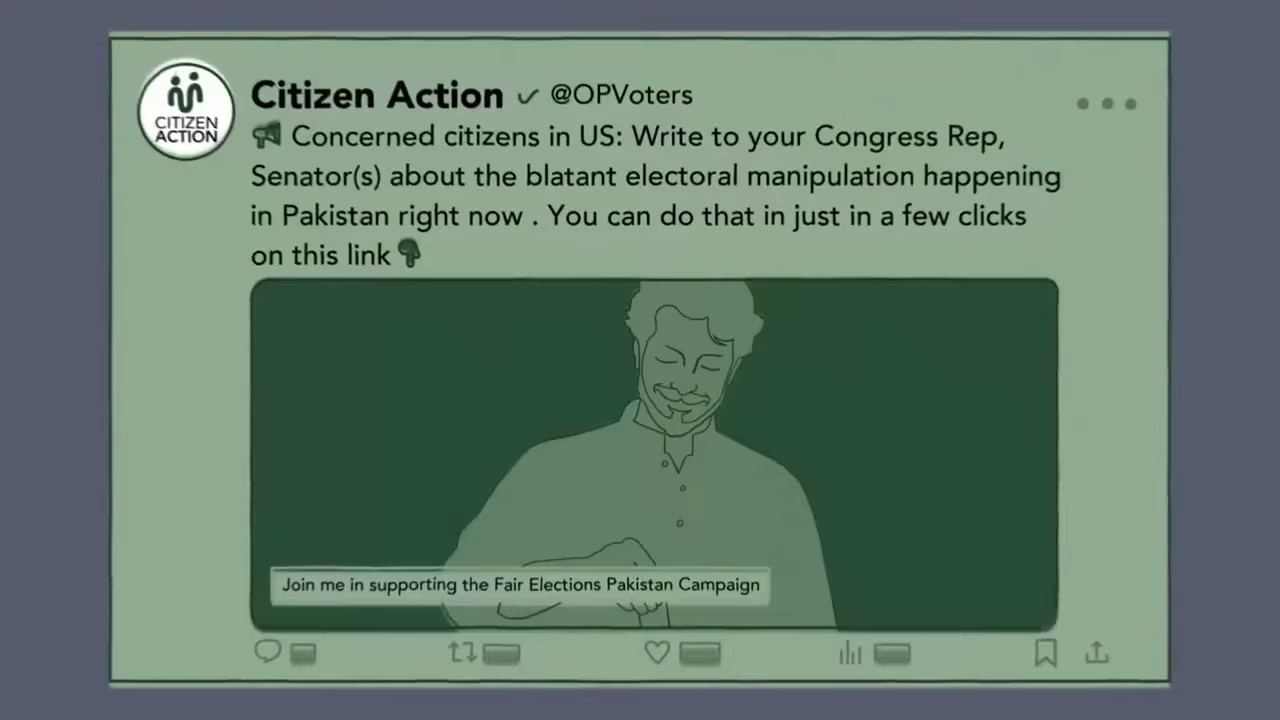 CITIZEN
ACTION
Citizen Action @OPVoters
Concerned citizens in US: Write to your Congress Rep,
Senator(s) about the blatant electoral manipulation happening
in Pakistan right now . You can do that in just in a few clicks
on this link
Join me in supporting the Fair Elections Pakistan Campaign